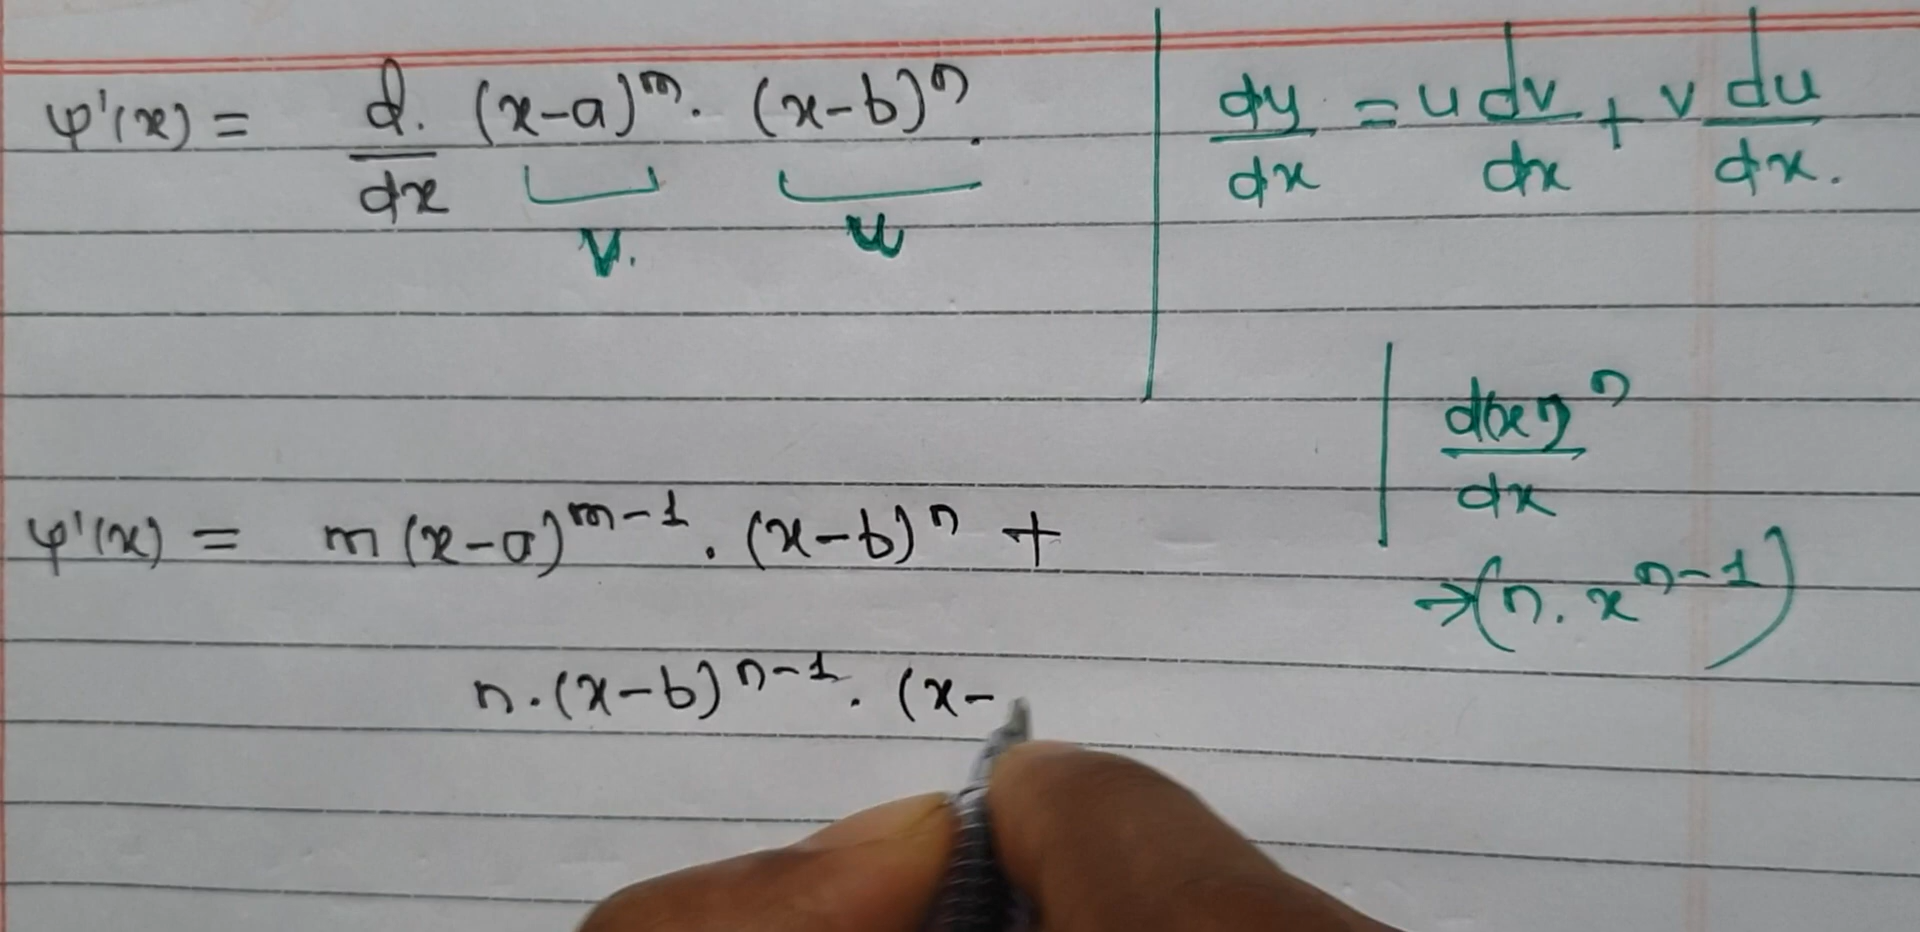 φ'(x) = d/dx (x-a)^m . (x-b)^n.
v. u
dy/dx = u dv/dx + v du/dx.
d(x)^n/dx
→ (n. x^(n-1))
φ'(x) = m (x-a)^(m-1) . (x-b)^n +
n . (x-b)^(n-1) . (x-